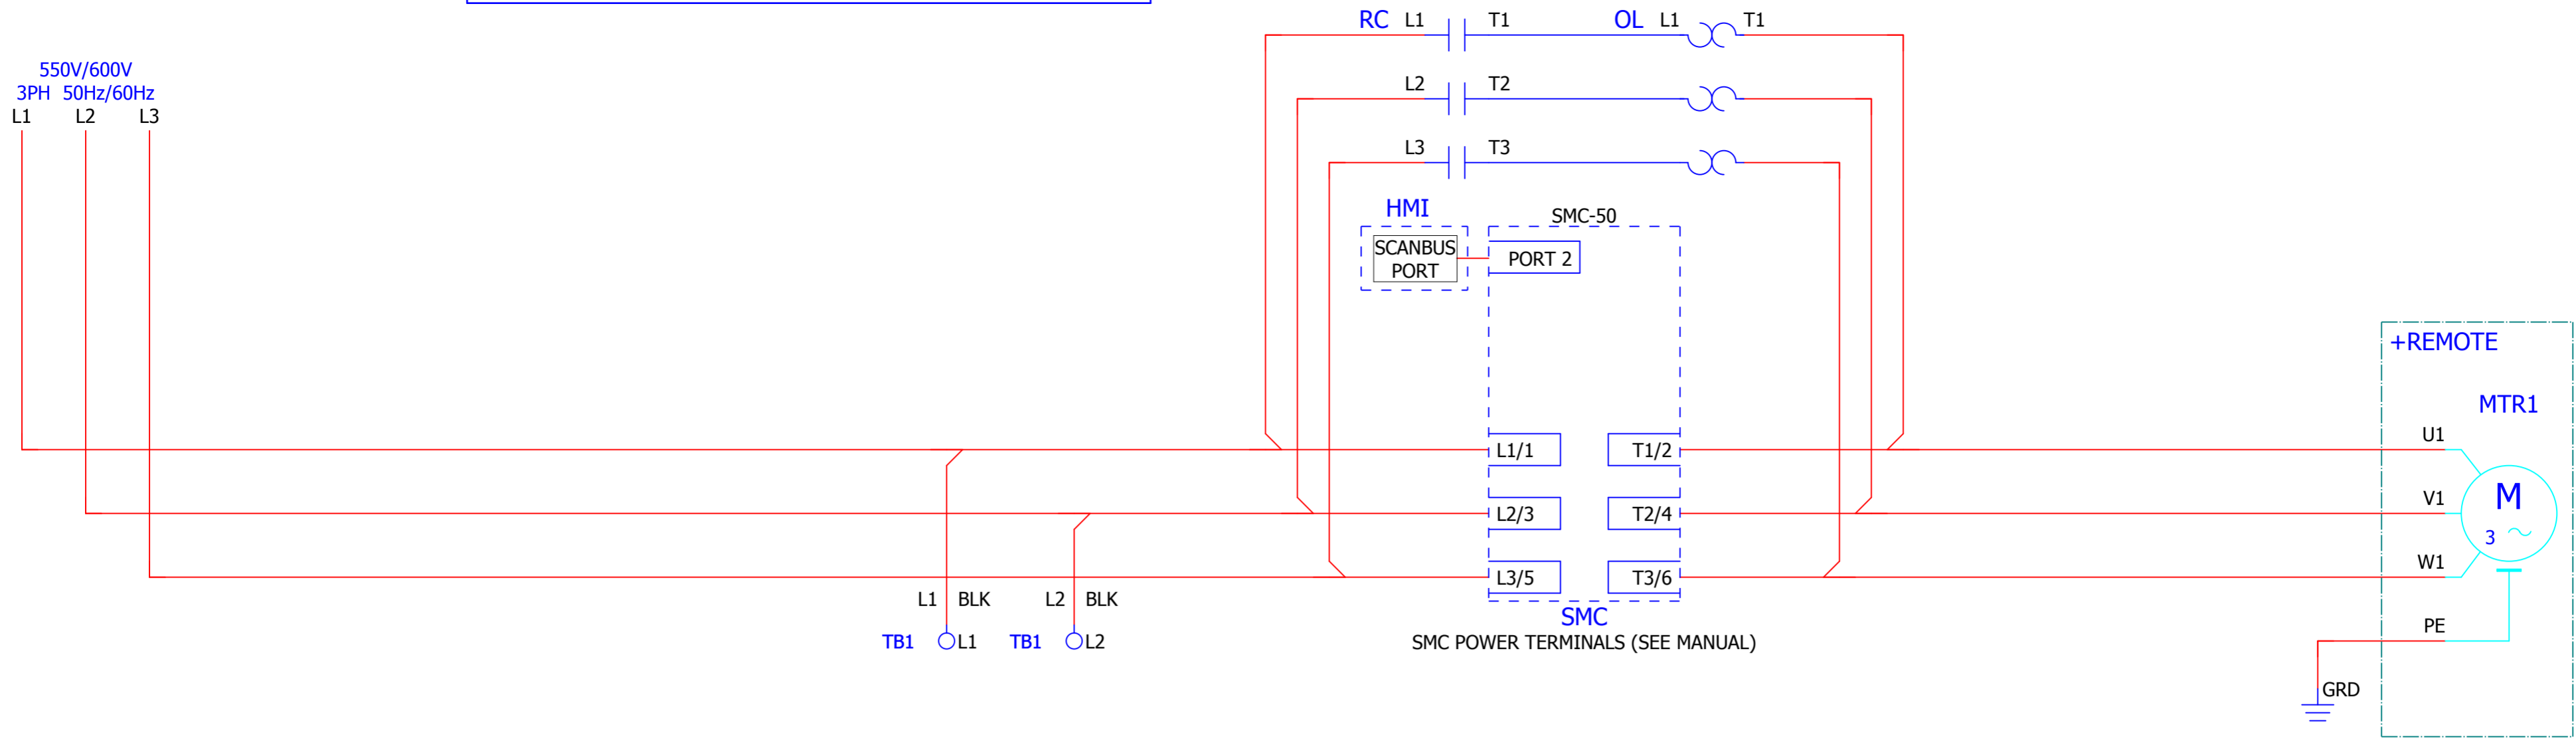 RC L1 T1 OL L1 T1
550V/600V
3PH 50Hz/60Hz
L1 L2 L3
L2 T2
L3 T3
HMI
SCANBUS
PORT
SMC-50
PORT 2
+REMOTE
MTR1
L1/1 T1/2
L2/3 T2/4
L3/5 T3/6
U1
V1
W1
PE
M
3
L1 BLK L2 BLK
TB1 L1 TB1 L2
SMC
SMC POWER TERMINALS (SEE MANUAL)
GRD